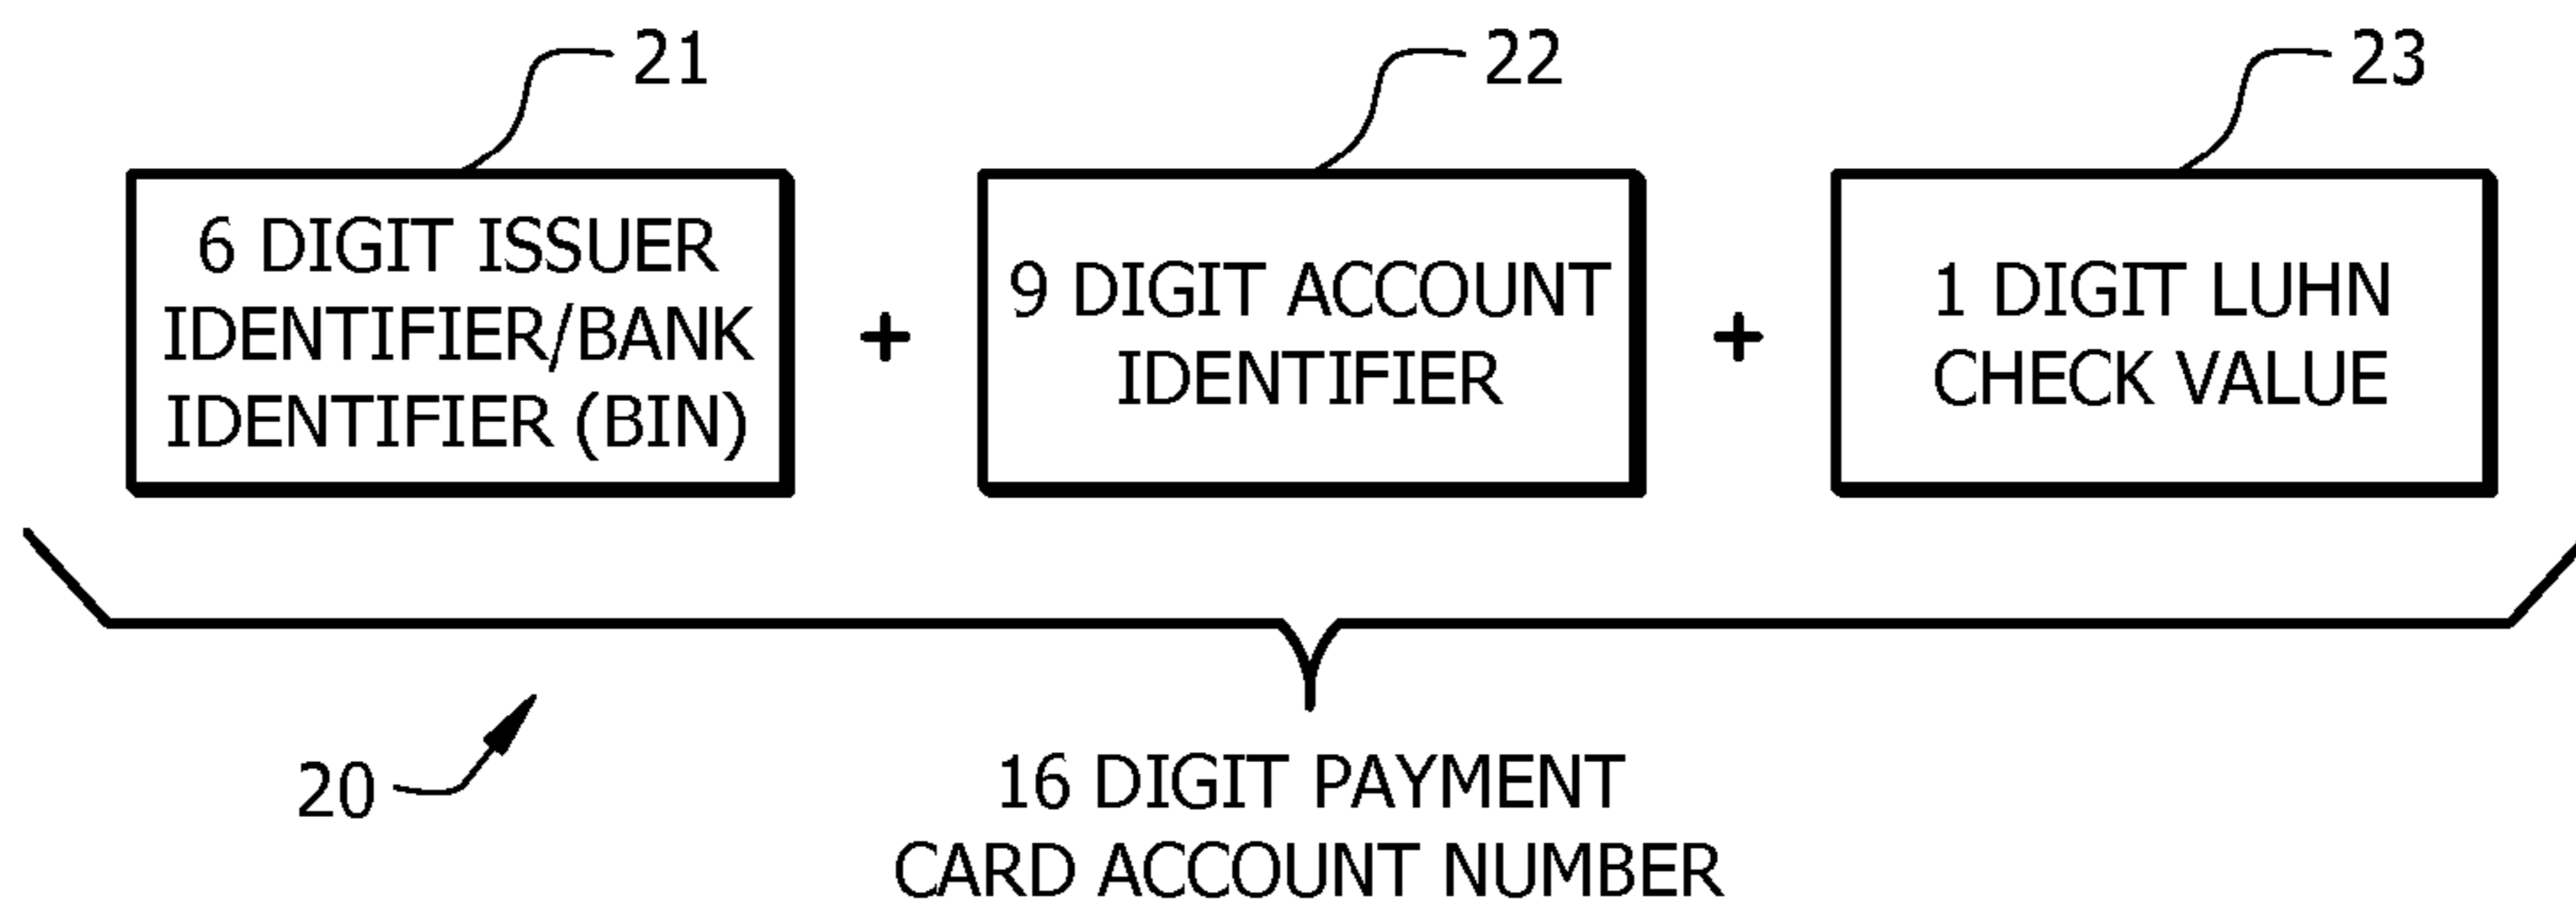 21
22
23
6 DIGIT ISSUER
IDENTIFIER/BANK
IDENTIFIER (BIN)
+
9 DIGIT ACCOUNT
IDENTIFIER
+
1 DIGIT LUHN
CHECK VALUE
20
16 DIGIT PAYMENT
CARD ACCOUNT NUMBER